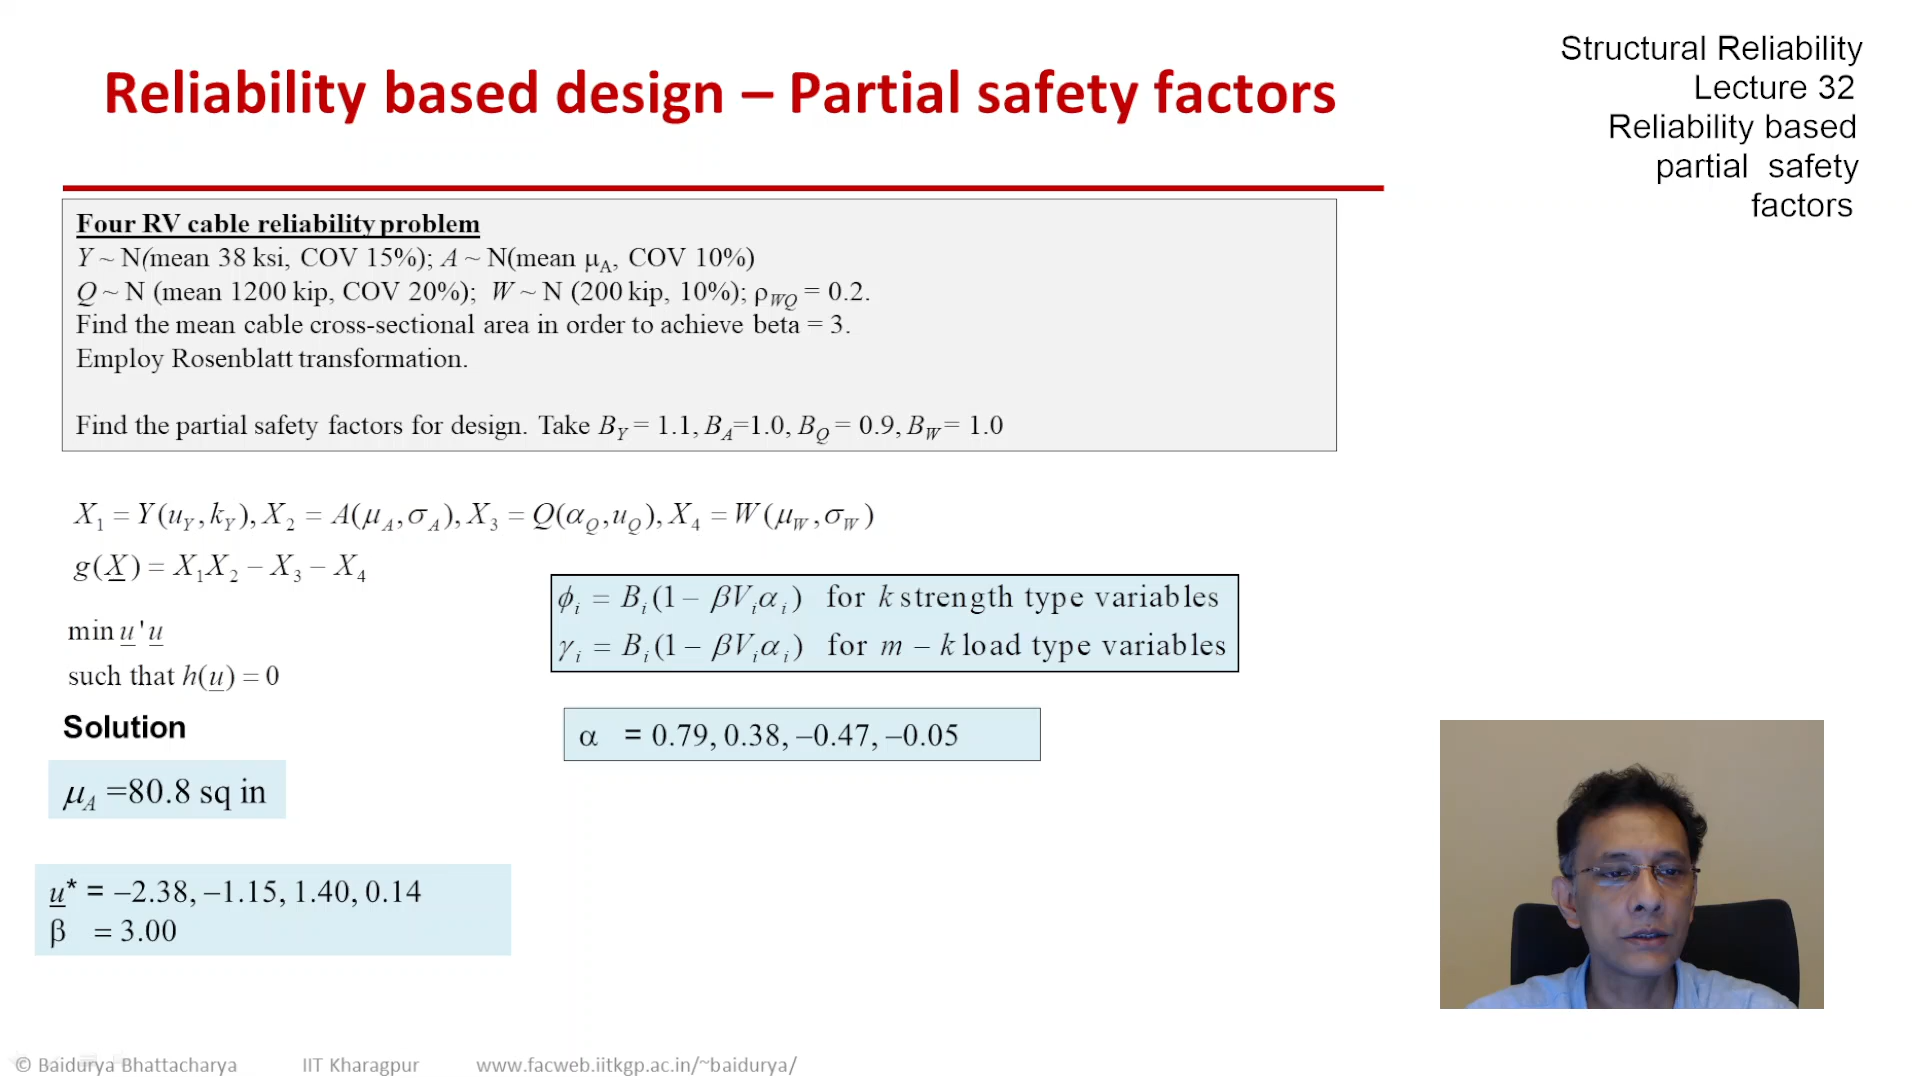 Reliability based design – Partial safety factors
Structural Reliability
Lecture 32
Reliability based
partial safety
factors
Four RV cable reliability problem
Y ~ N(mean 38 ksi, COV 15%); A ~ N(mean μ_A, COV 10%)
Q ~ N (mean 1200 kip, COV 20%); W ~ N (200 kip, 10%); ρ_WQ = 0.2.
Find the mean cable cross-sectional area in order to achieve beta = 3.
Employ Rosenblatt transformation.
Find the partial safety factors for design. Take B_Y = 1.1, B_A=1.0, B_Q = 0.9, B_W = 1.0
X₁ = Y(u_Y, k_Y), X₂ = A(μ_A, σ_A), X₃ = Q(α_Q, u_Q), X₄ = W(μ_W, σ_W)
g(X) = X₁X₂ − X₃ − X₄
min u'u
such that h(u) = 0
ϕᵢ = Bᵢ(1 − βVᵢαᵢ) for k strength type variables
γᵢ = Bᵢ(1 − βVᵢαᵢ) for m − k load type variables
Solution
α = 0.79, 0.38, –0.47, –0.05
μ_A =80.8 sq in
u* = –2.38, –1.15, 1.40, 0.14
β = 3.00
© Baidurya Bhattacharya IIT Kharagpur www.facweb.iitkgp.ac.in/~baidurya/